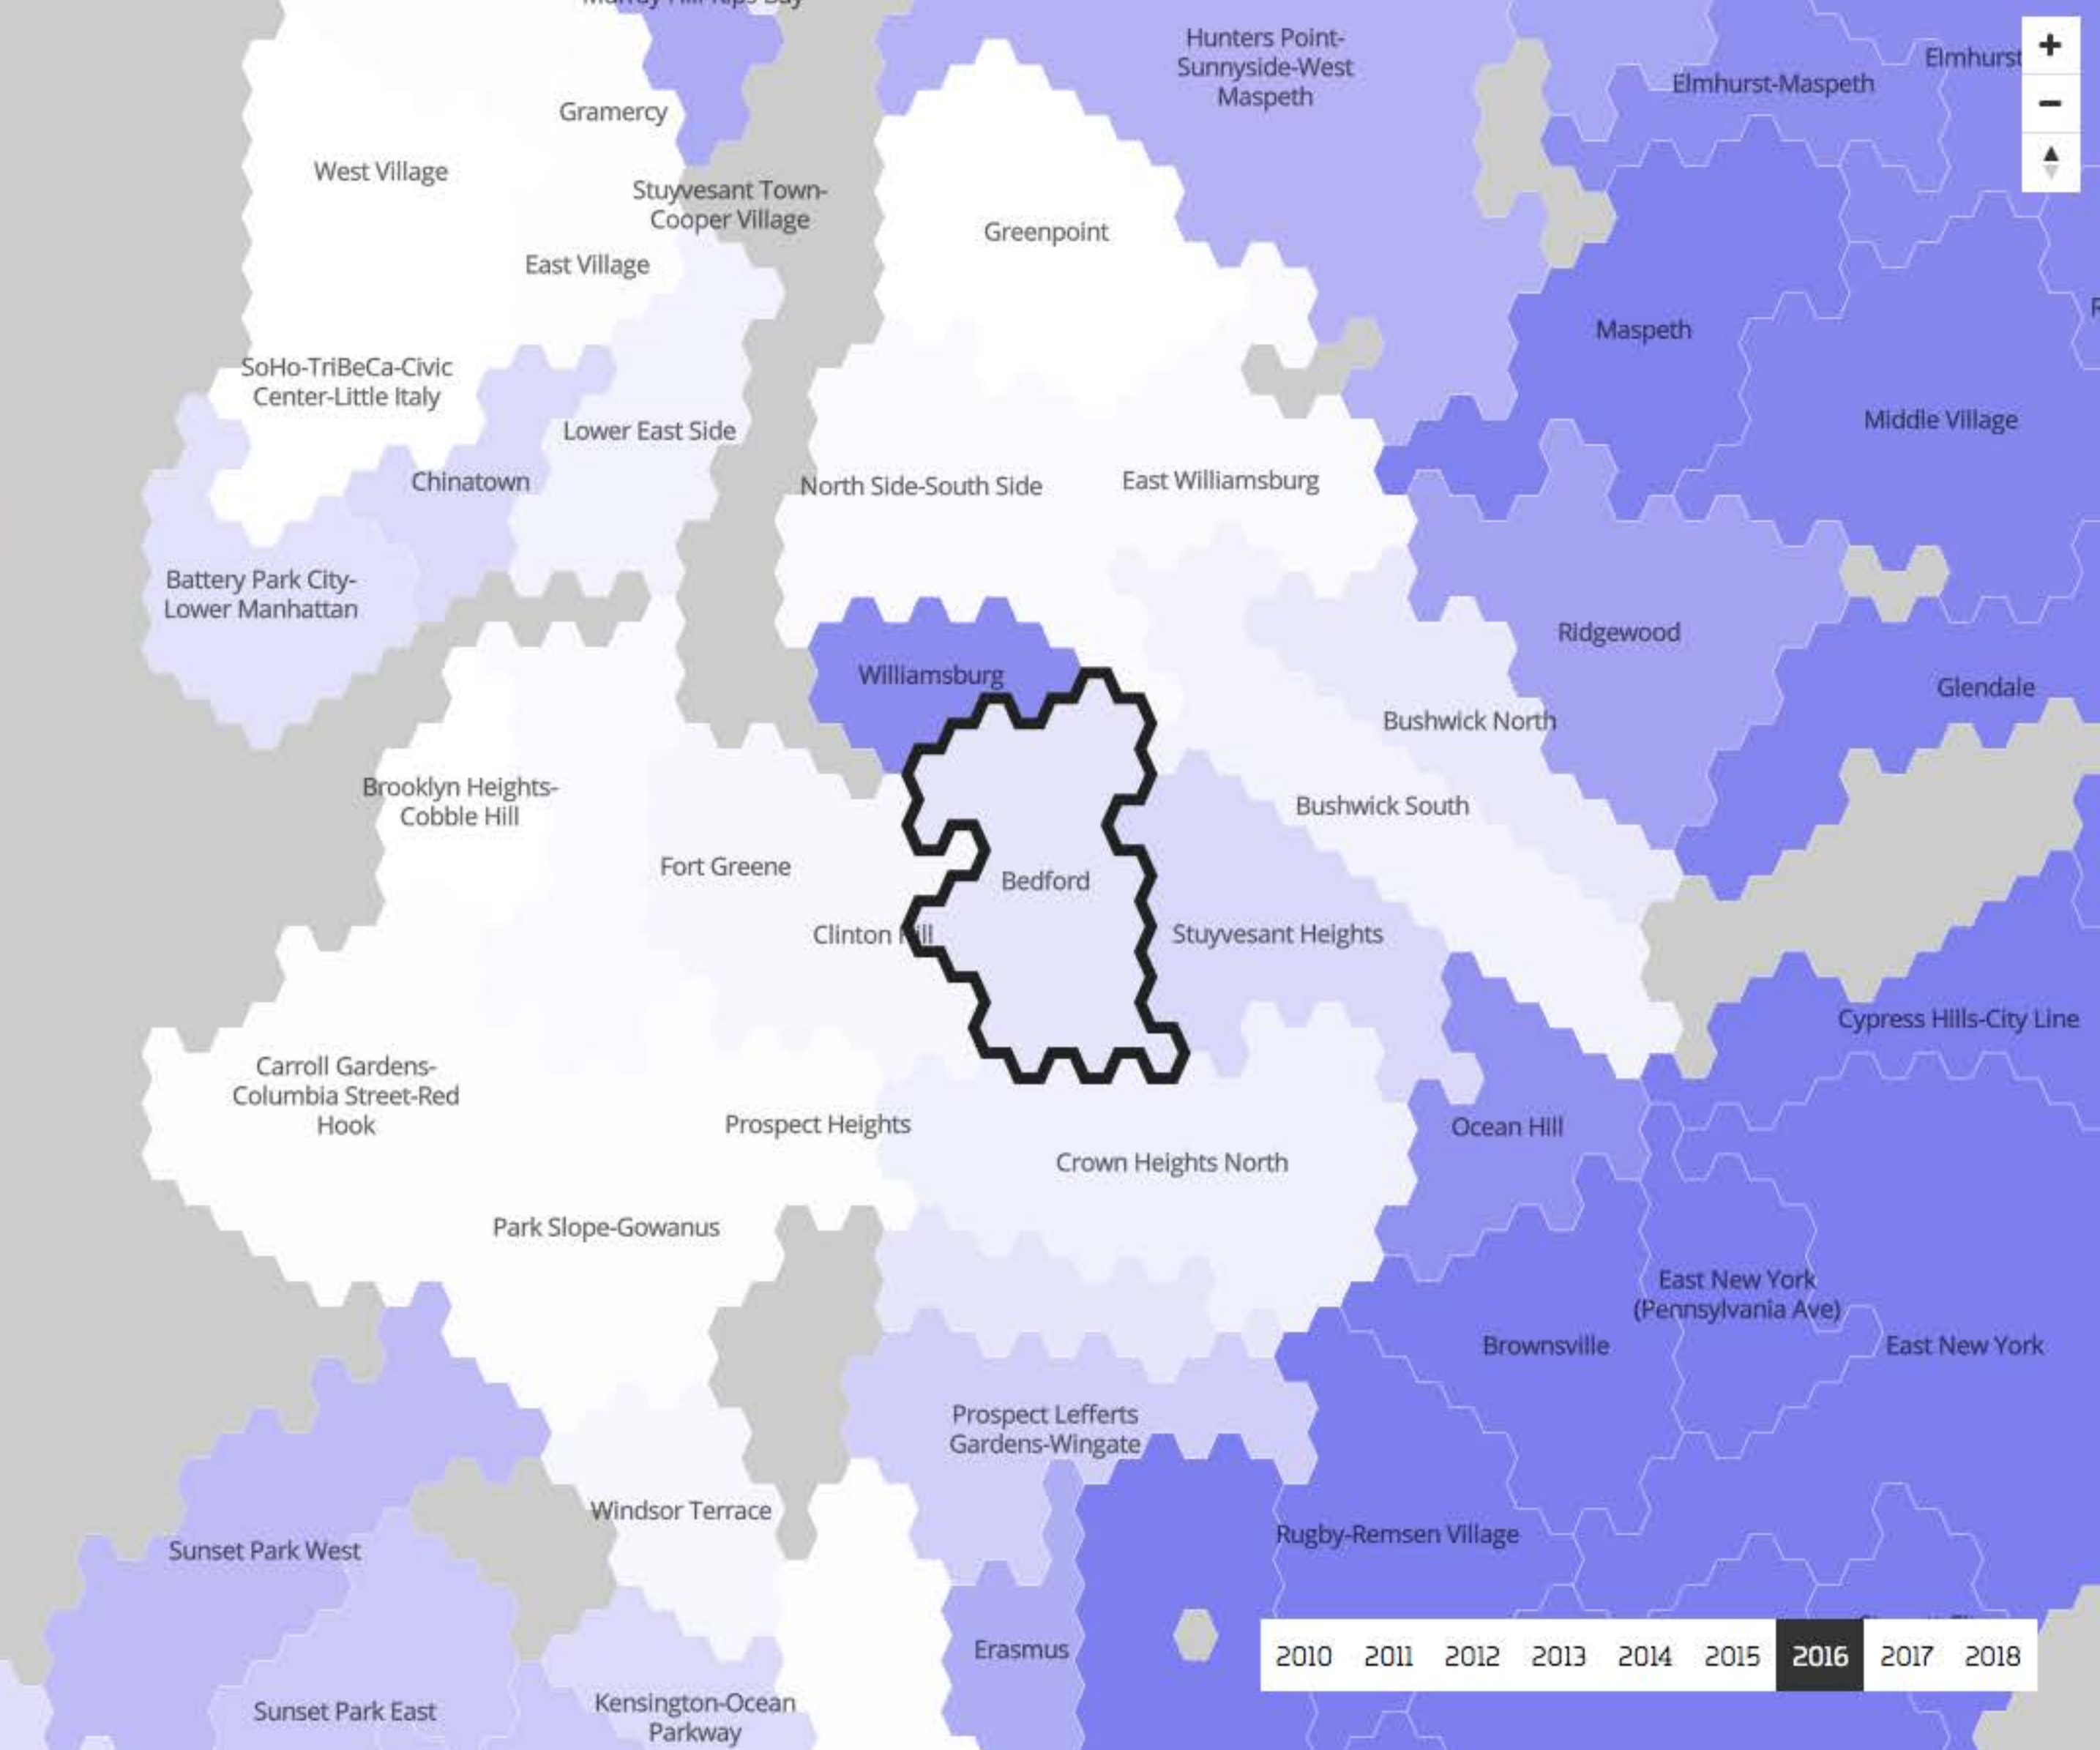 Murray Hill-Kips Bay
Hunters Point-
Sunnyside-West
Maspeth
Elmhurst
+
Elmhurst-Maspeth
−
Gramercy
West Village
Stuyvesant Town-
Cooper Village
Greenpoint
East Village
R
Maspeth
SoHo-TriBeCa-Civic
Center-Little Italy
Middle Village
Lower East Side
Chinatown
North Side-South Side
East Williamsburg
Battery Park City-
Lower Manhattan
Ridgewood
Williamsburg
Glendale
Bushwick North
Brooklyn Heights-
Cobble Hill
Bushwick South
Fort Greene
Bedford
Clinton Hill
Stuyvesant Heights
Cypress Hills-City Line
Carroll Gardens-
Columbia Street-Red
Hook
Prospect Heights
Ocean Hill
Crown Heights North
Park Slope-Gowanus
East New York
(Pennsylvania Ave)
Brownsville
East New York
Prospect Lefferts
Gardens-Wingate
Windsor Terrace
Rugby-Remsen Village
Sunset Park West
Erasmus
2010 2011 2012 2013 2014 2015 2016 2017 2018
Sunset Park East
Kensington-Ocean
Parkway